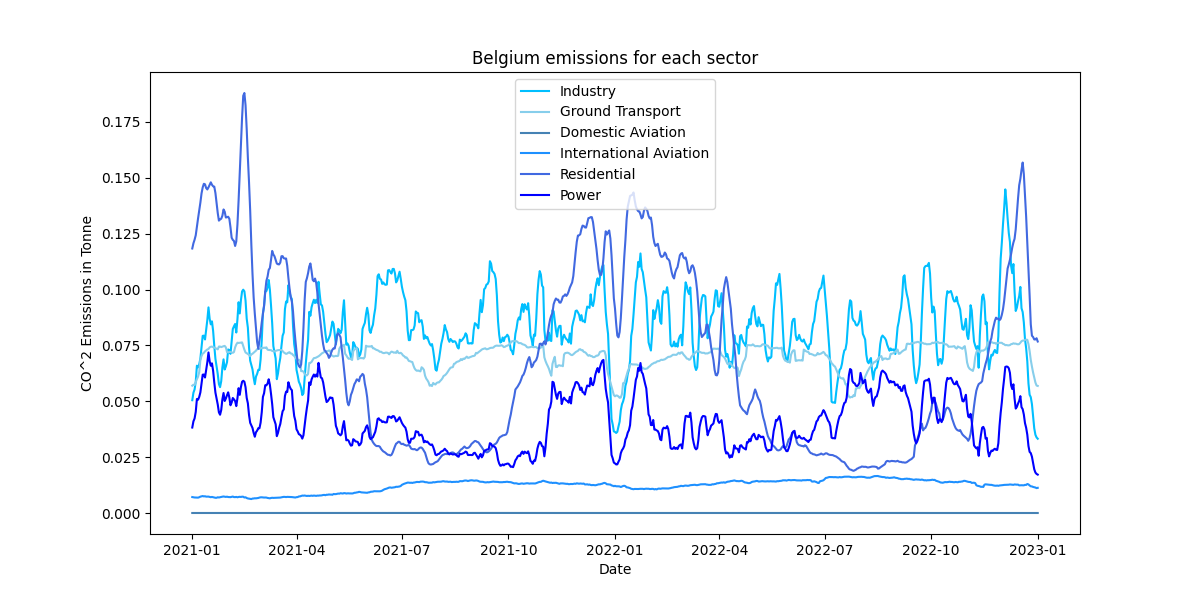 Belgium emissions for each sector
Industry
Ground Transport
Domestic Aviation
International Aviation
Residential
Power
CO^2 Emissions in Tonne
0.175
0.150
0.125
0.100
0.075
0.050
0.025
0.000
2021-01 2021-04 2021-07 2021-10 2022-01 2022-04 2022-07 2022-10 2023-01
Date